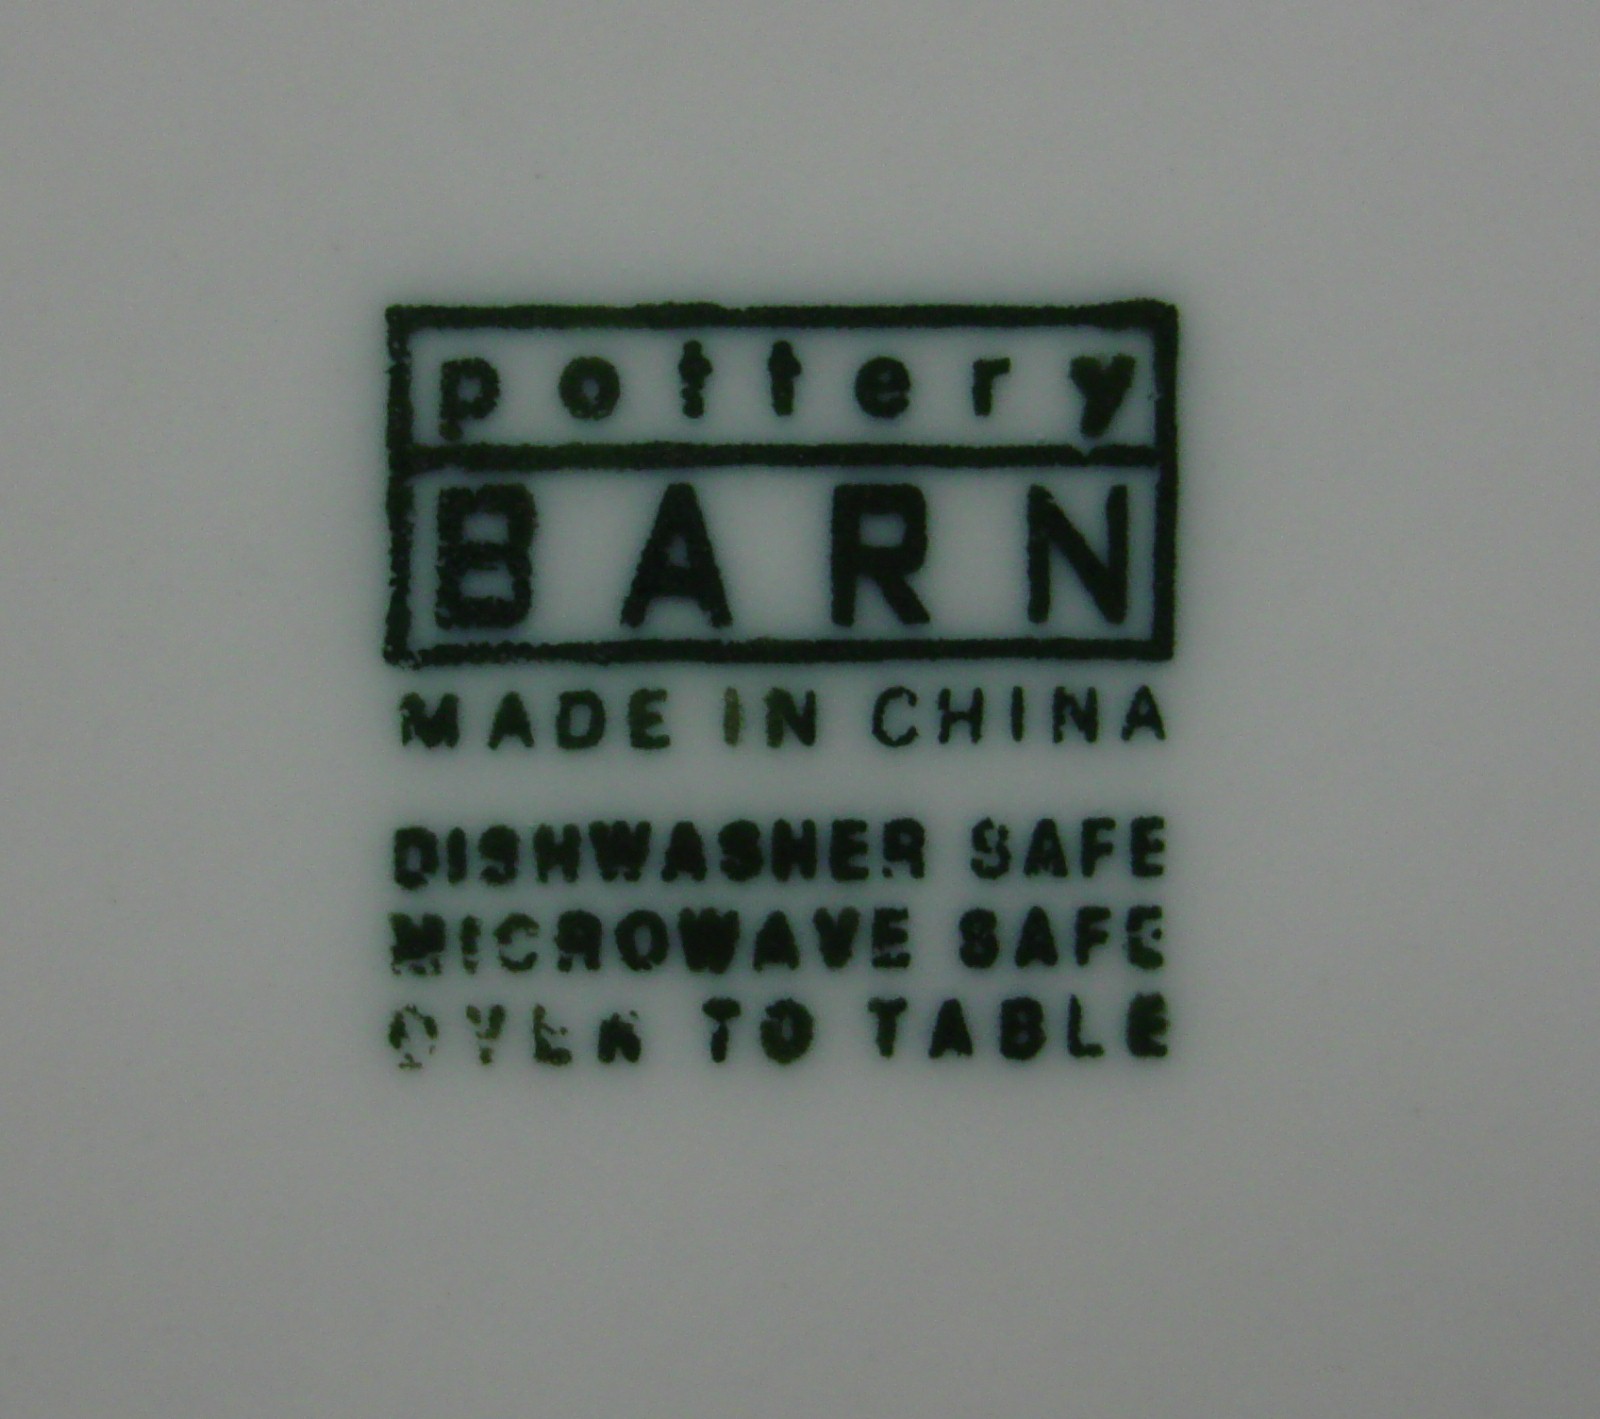 pottery
BARN
MADE IN CHINA
DISHWASHER SAFE
MICROWAVE SAFE
OVEN TO TABLE